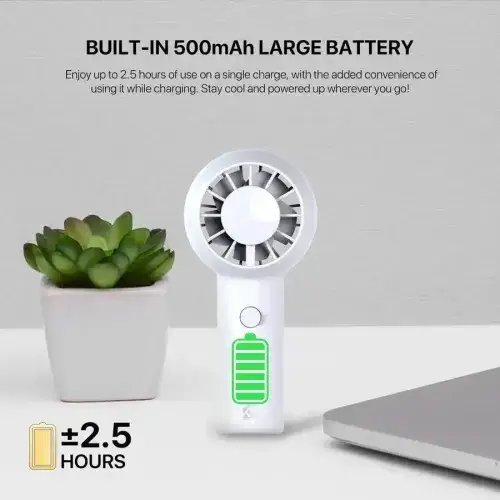 BUILT-IN 500mAh LARGE BATTERY
Enjoy up to 2.5 hours of use on a single charge, with the added convenience of
using it while charging. Stay cool and powered up wherever you go!
±2.5
HOURS